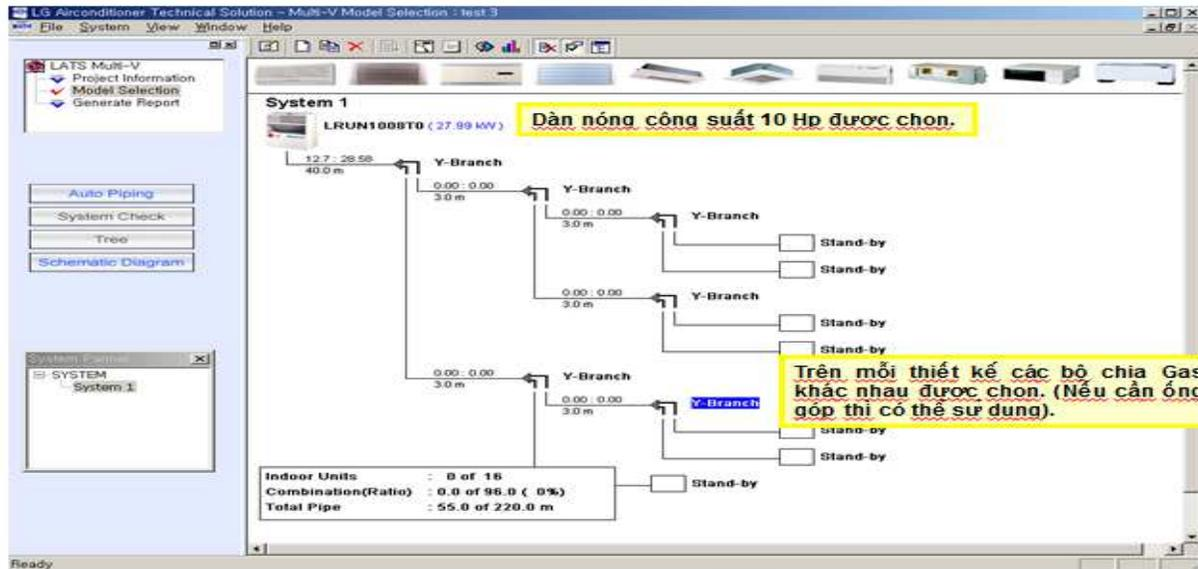 LG Airconditioner Technical Solution - Multi-V Model Selection : test 3
File System View Window Help
LATS Multi-V
Project Information
Model Selection
Generate Report
Auto Piping
System Check
Tree
Schematic Diagram
System Pannel
SYSTEM
System 1
System 1
LRUN1008T0 (27.99 kW)
Dàn nóng công suất 10 Hp được chọn.
12.7 : 28.58
40.0 m
Y-Branch
0.00 : 0.00
3.0 m
Y-Branch
0.00 : 0.00
3.0 m
Y-Branch
Stand-by
Stand-by
0.00 : 0.00
3.0 m
Y-Branch
Stand-by
Stand-by
0.00 : 0.00
3.0 m
Y-Branch
0.00 : 0.00
3.0 m
Y-Branch
Trên mỗi thiết kế các bộ chia Gas
khác nhau được chọn. (Nếu cần ống
góp thì có thể sư dụng).
Stand-by
Stand-by
Stand-by
Indoor Units : 0 of 16
Combination(Ratio) : 0.0 of 96.0 ( 0%)
Total Pipe : 55.0 of 220.0 m
Ready